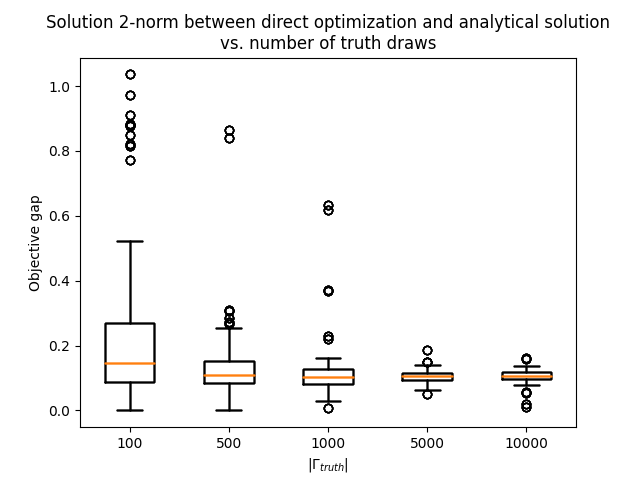 Solution 2-norm between direct optimization and analytical solution
vs. number of truth draws
1.0
0.8
0.6
0.4
0.2
0.0
Objective gap
100 500 1000 5000 10000
|Γ_truth|